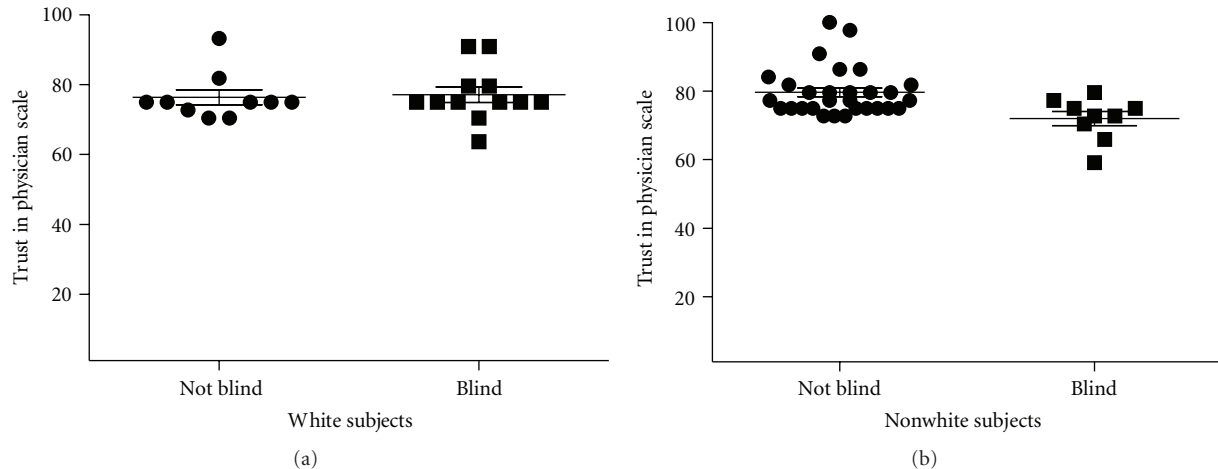 100
80
60
40
20
Trust in physician scale
Not blind
Blind
White subjects
(a)
100
80
60
40
20
Trust in physician scale
Not blind
Blind
Nonwhite subjects
(b)